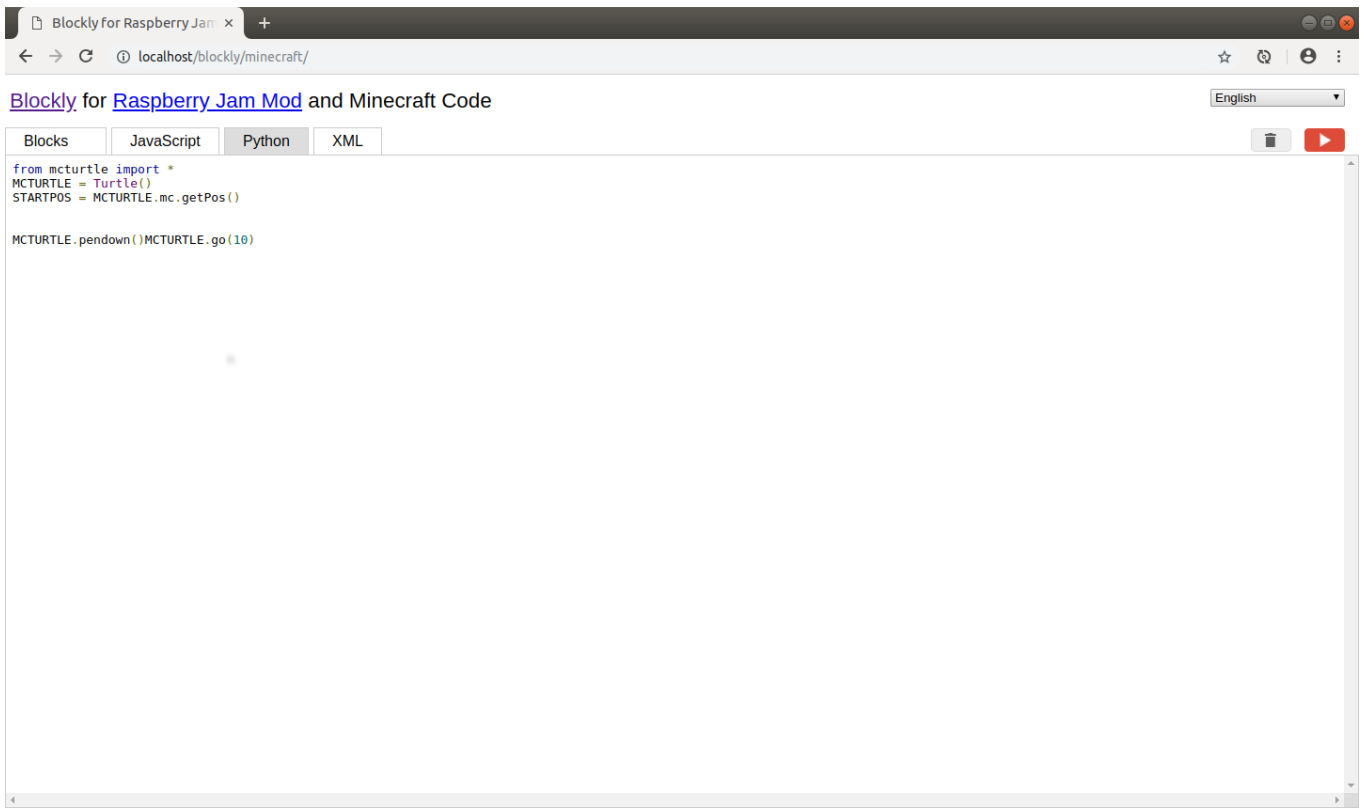 Blockly for Raspberry Jam
localhost/blockly/minecraft/
Blockly for Raspberry Jam Mod and Minecraft Code
English
Blocks JavaScript Python XML
from mcturtle import *
MCTURTLE = Turtle()
STARTPOS = MCTURTLE.mc.getPos()
MCTURTLE.pendown()MCTURTLE.go(10)